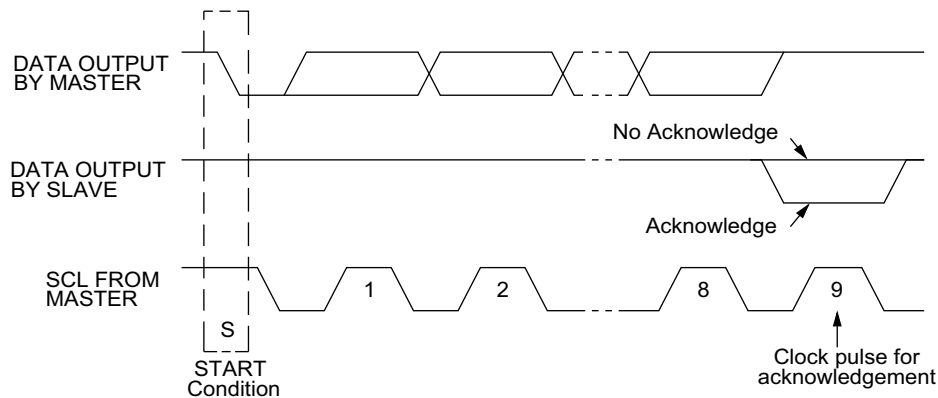 DATA OUTPUT
BY MASTER
No Acknowledge
DATA OUTPUT
BY SLAVE
Acknowledge
SCL FROM
MASTER
1
2
8
9
S
START
Condition
Clock pulse for
acknowledgement